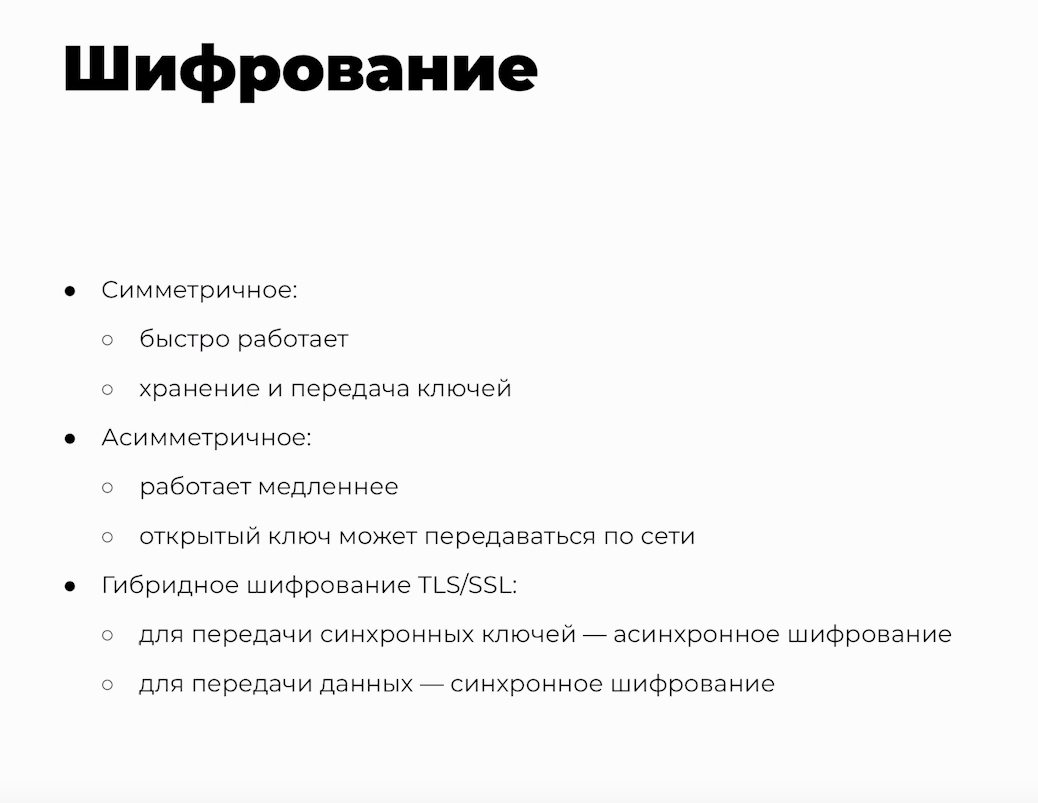 Шифрование
● Симметричное:
○ быстро работает
○ хранение и передача ключей
● Асимметричное:
○ работает медленнее
○ открытый ключ может передаваться по сети
● Гибридное шифрование TLS/SSL:
○ для передачи синхронных ключей — асинхронное шифрование
○ для передачи данных — синхронное шифрование